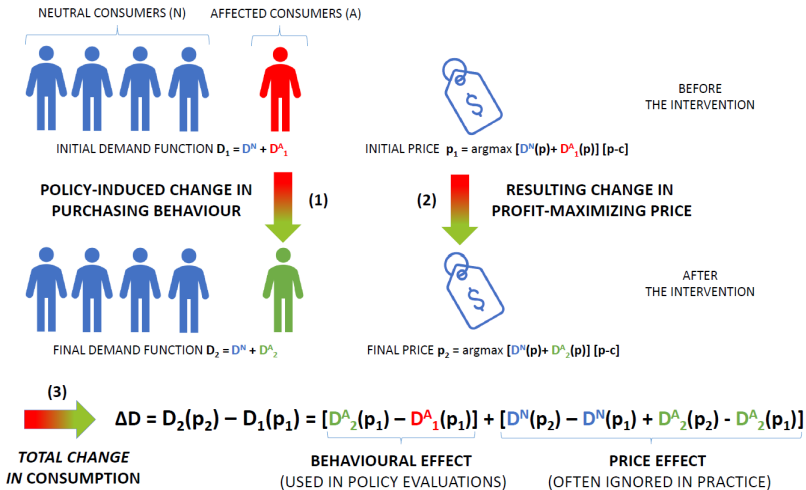 NEUTRAL CONSUMERS (N)
AFFECTED CONSUMERS (A)
$
BEFORE
THE INTERVENTION
INITIAL DEMAND FUNCTION D₁ = Dᴺ + Dᴬ₁
INITIAL PRICE p₁ = argmax [Dᴺ(p)+ Dᴬ₁(p)] [p-c]
POLICY-INDUCED CHANGE IN
PURCHASING BEHAVIOUR
(1)
(2)
RESULTING CHANGE IN
PROFIT-MAXIMIZING PRICE
$
AFTER
THE INTERVENTION
FINAL DEMAND FUNCTION D₂ = Dᴺ + Dᴬ₂
FINAL PRICE p₂ = argmax [Dᴺ(p)+ Dᴬ₂(p)] [p-c]
(3)
ΔD = D₂(p₂) – D₁(p₁) = [Dᴬ₂(p₁) – Dᴬ₁(p₁)] + [Dᴺ(p₂) – Dᴺ(p₁) + Dᴬ₂(p₂) - Dᴬ₂(p₁)]
TOTAL CHANGE
IN CONSUMPTION
BEHAVIOURAL EFFECT
(USED IN POLICY EVALUATIONS)
PRICE EFFECT
(OFTEN IGNORED IN PRACTICE)